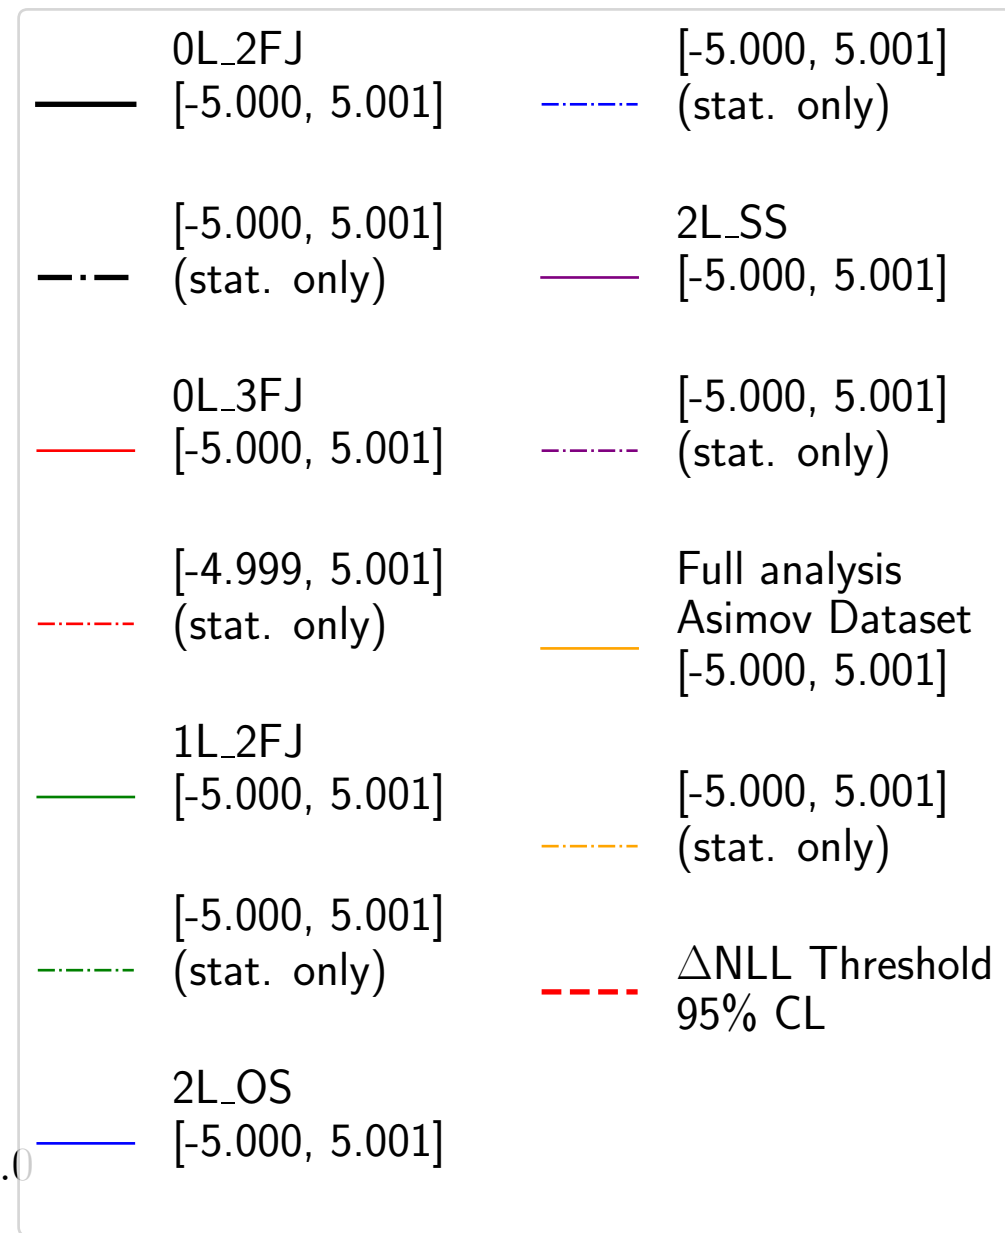 0L_2FJ
[-5.000, 5.001]
[-5.000, 5.001]
(stat. only)
0L_3FJ
[-5.000, 5.001]
[-4.999, 5.001]
(stat. only)
1L_2FJ
[-5.000, 5.001]
[-5.000, 5.001]
(stat. only)
2L_OS
[-5.000, 5.001]
[-5.000, 5.001]
(stat. only)
2L_SS
[-5.000, 5.001]
[-5.000, 5.001]
(stat. only)
Full analysis
Asimov Dataset
[-5.000, 5.001]
[-5.000, 5.001]
(stat. only)
ΔNLL Threshold
95% CL
.0